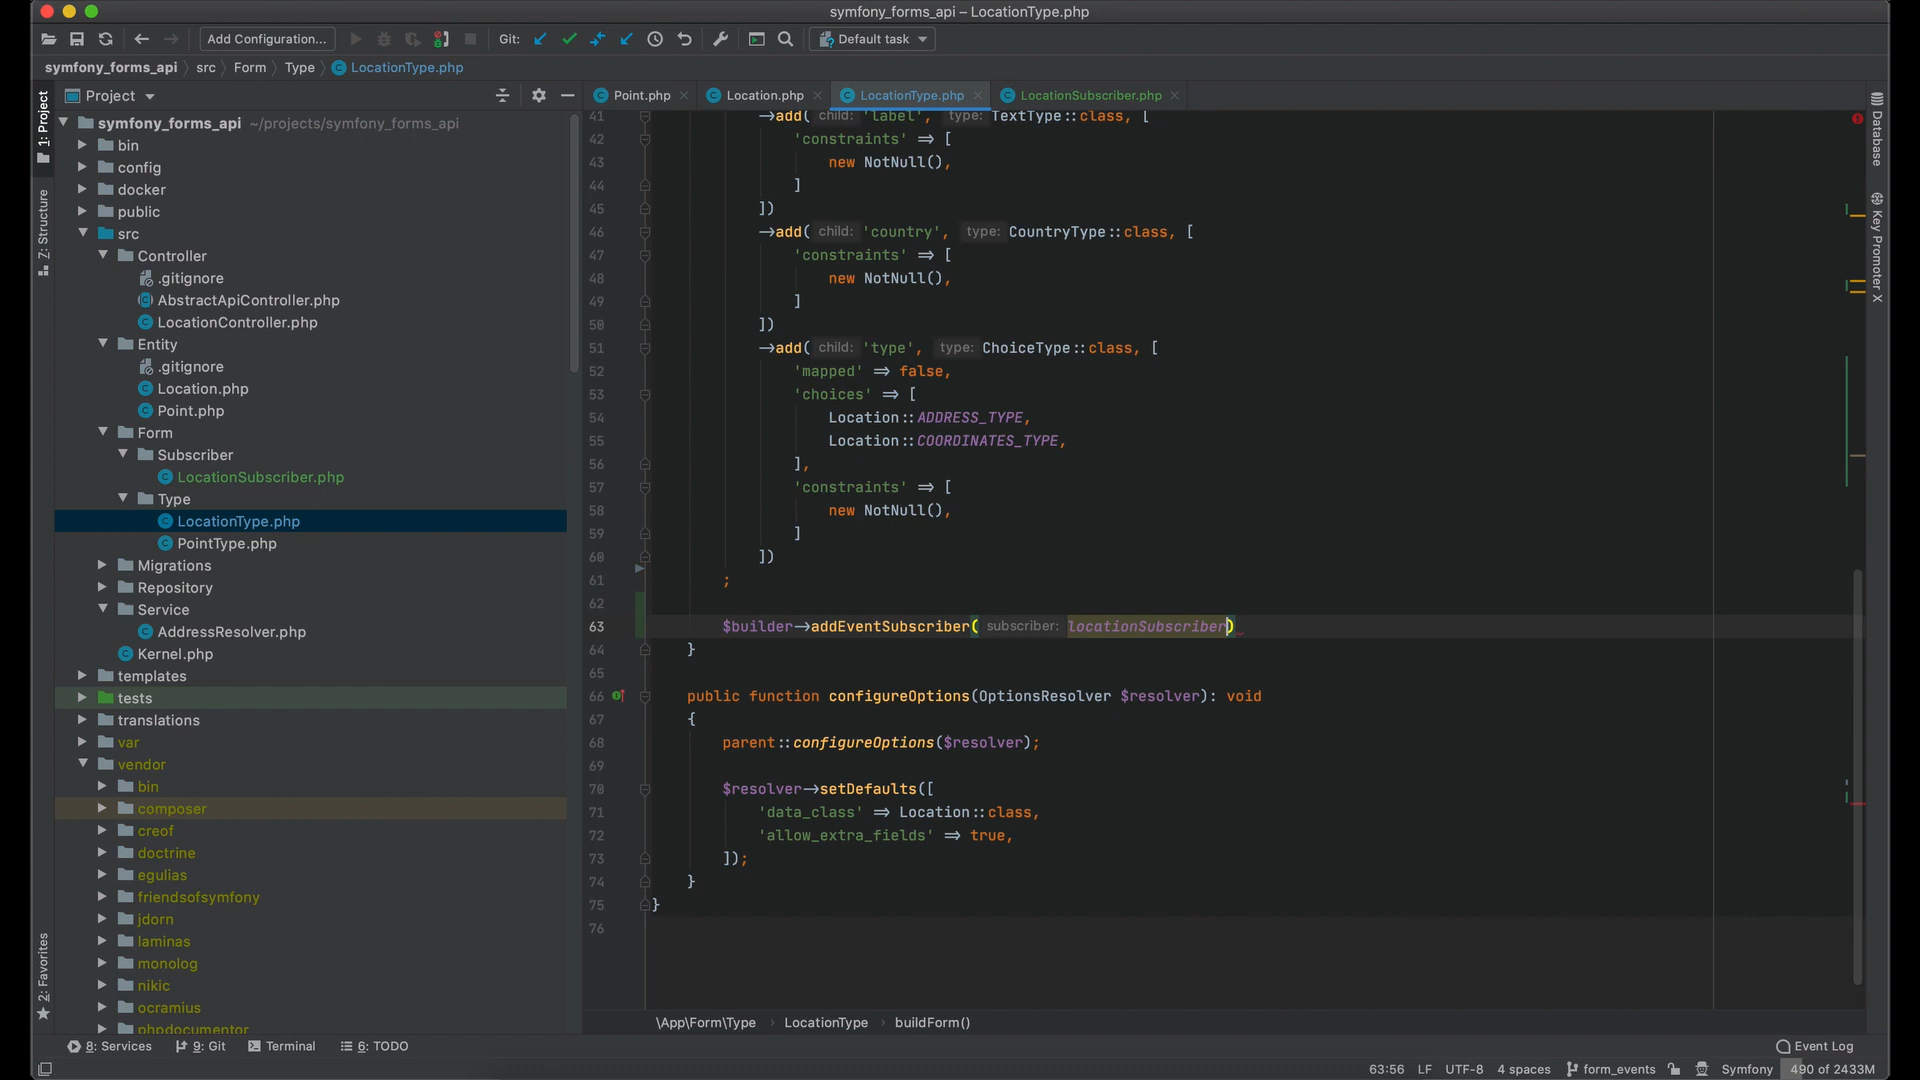 symfony_forms_api – LocationType.php
Add Configuration...
Git:
Default task
symfony_forms_api
src
Form
Type
LocationType.php
Project
Point.php
Location.php
LocationType.php
LocationSubscriber.php
1: Project
Z: Structure
2: Favorites
Database
Key Promoter X
symfony_forms_api ~/projects/symfony_forms_api
bin
config
docker
public
src
Controller
.gitignore
AbstractApiController.php
LocationController.php
Entity
.gitignore
Location.php
Point.php
Form
Subscriber
LocationSubscriber.php
Type
LocationType.php
PointType.php
Migrations
Repository
Service
AddressResolver.php
Kernel.php
templates
tests
translations
var
vendor
bin
composer
creof
doctrine
egulias
friendsofsymfony
jdorn
laminas
monolog
nikic
ocramius
phpdocumentor
41 ->add( child: 'label', type: TextType::class, [
42 'constraints' => [
43 new NotNull(),
44 ]
45 ])
46 ->add( child: 'country', type: CountryType::class, [
47 'constraints' => [
48 new NotNull(),
49 ]
50 ])
51 ->add( child: 'type', type: ChoiceType::class, [
52 'mapped' => false,
53 'choices' => [
54 Location::ADDRESS_TYPE,
55 Location::COORDINATES_TYPE,
56 ],
57 'constraints' => [
58 new NotNull(),
59 ]
60 ])
61 ;
62
63 $builder->addEventSubscriber( subscriber: locationSubscriber)
64 }
65
66 public function configureOptions(OptionsResolver $resolver): void
67 {
68 parent::configureOptions($resolver);
69
70 $resolver->setDefaults([
71 'data_class' => Location::class,
72 'allow_extra_fields' => true,
73 ]);
74 }
75 }
76
\App\Form\Type
LocationType
buildForm()
8: Services
9: Git
Terminal
6: TODO
Event Log
63:56
LF
UTF-8
4 spaces
form_events
Symfony
490 of 2433M